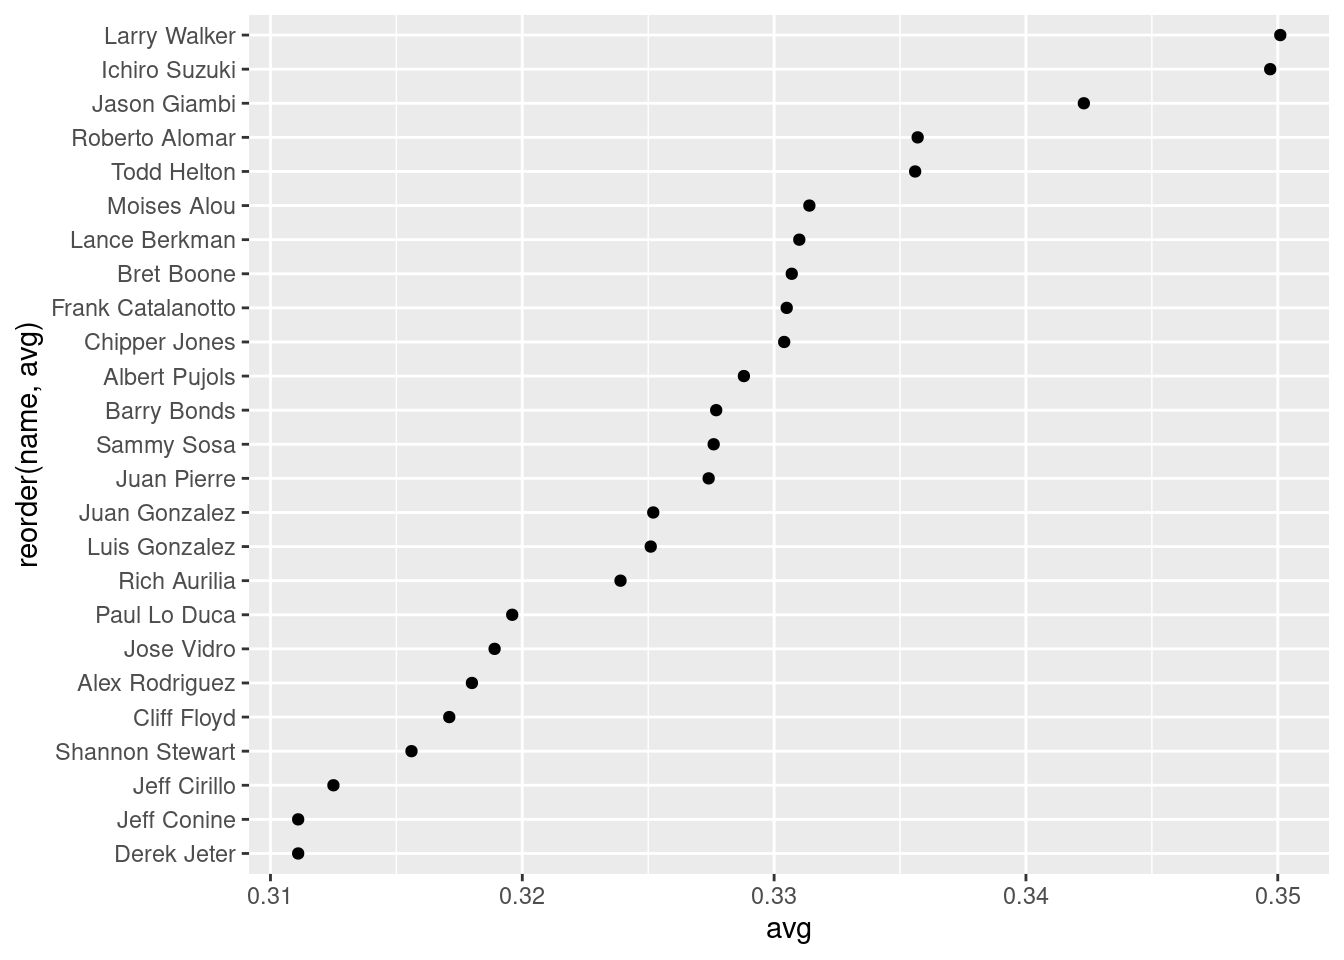 Larry Walker
Ichiro Suzuki
Jason Giambi
Roberto Alomar
Todd Helton
Moises Alou
Lance Berkman
Bret Boone
Frank Catalanotto
Chipper Jones
Albert Pujols
Barry Bonds
Sammy Sosa
Juan Pierre
Juan Gonzalez
Luis Gonzalez
Rich Aurilia
Paul Lo Duca
Jose Vidro
Alex Rodriguez
Cliff Floyd
Shannon Stewart
Jeff Cirillo
Jeff Conine
Derek Jeter
reorder(name, avg)
0.31 0.32 0.33 0.34 0.35
avg